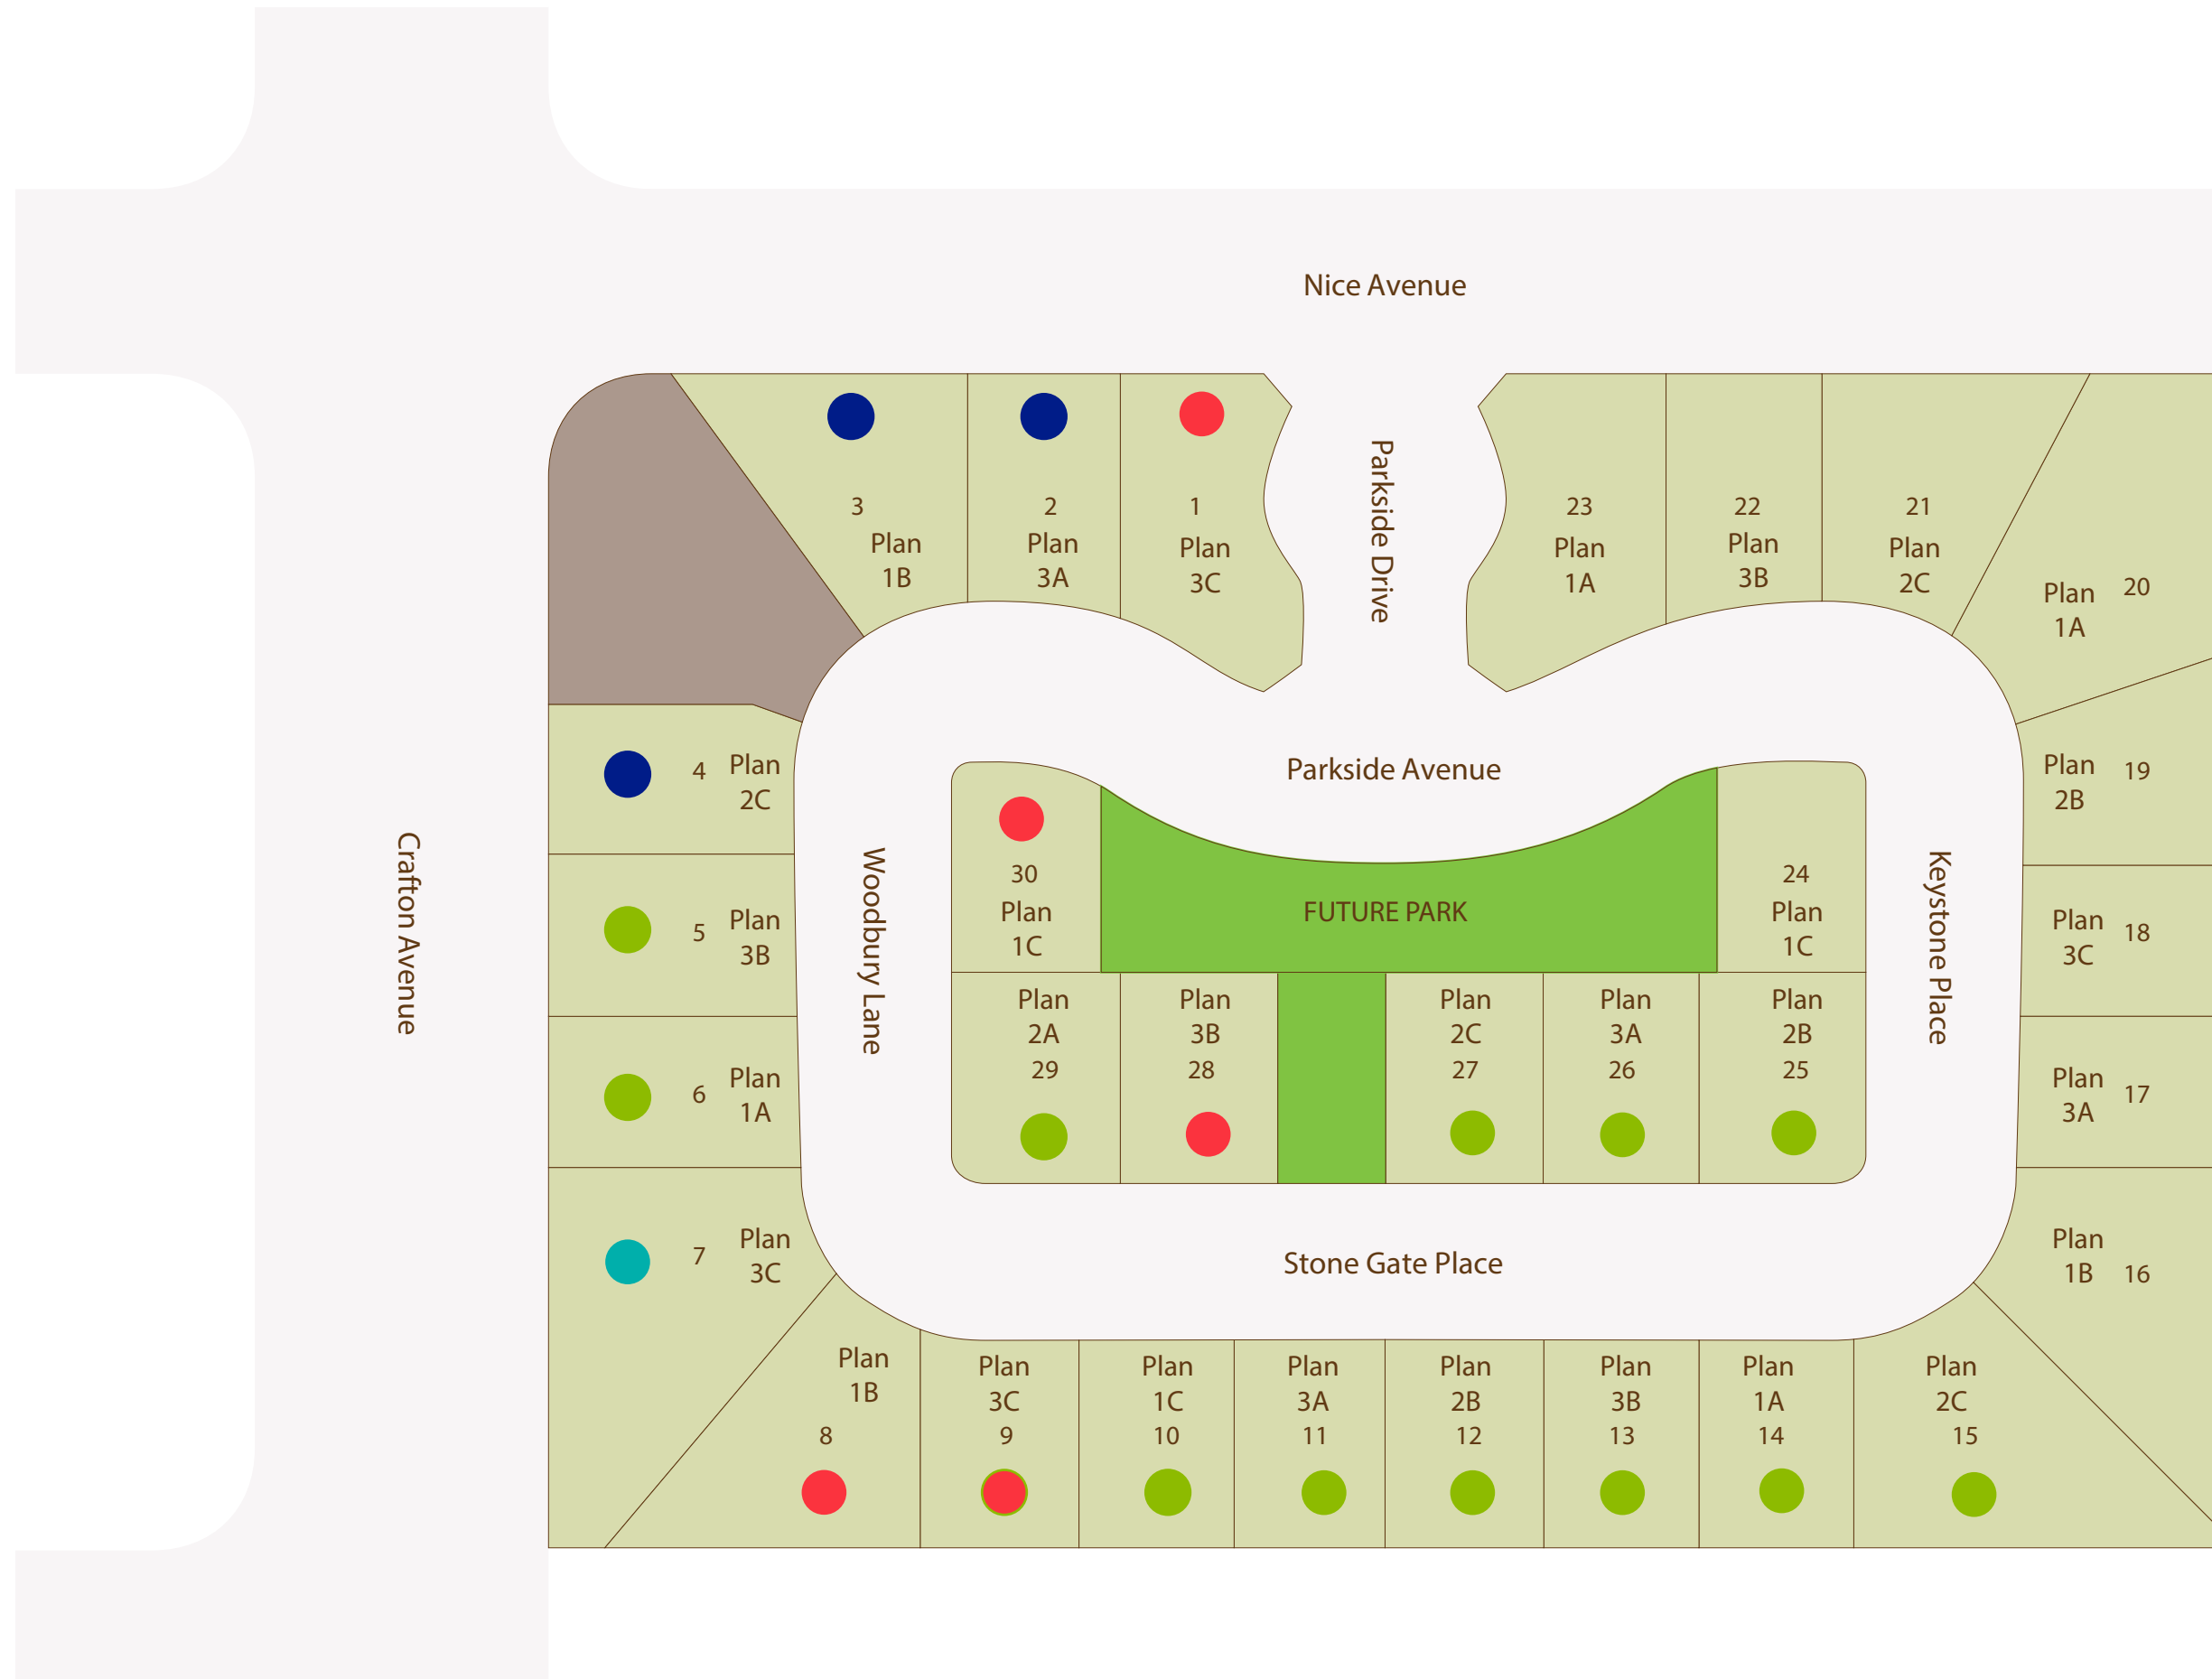 Nice Avenue
Parkside Drive
3
Plan
1B
2
Plan
3A
1
Plan
3C
23
Plan
1A
22
Plan
3B
21
Plan
2C
Plan
1A
20
Parkside Avenue
4
Plan
2C
Plan
2B
19
Crafton Avenue
Woodbury Lane
Keystone Place
30
Plan
1C
FUTURE PARK
24
Plan
1C
5
Plan
3B
Plan
3C
18
Plan
2A
29
Plan
3B
28
Plan
2C
27
Plan
3A
26
Plan
2B
25
6
Plan
1A
Plan
3A
17
7
Plan
3C
Stone Gate Place
Plan
1B
16
Plan
1B
8
Plan
3C
9
Plan
1C
10
Plan
3A
11
Plan
2B
12
Plan
3B
13
Plan
1A
14
Plan
2C
15